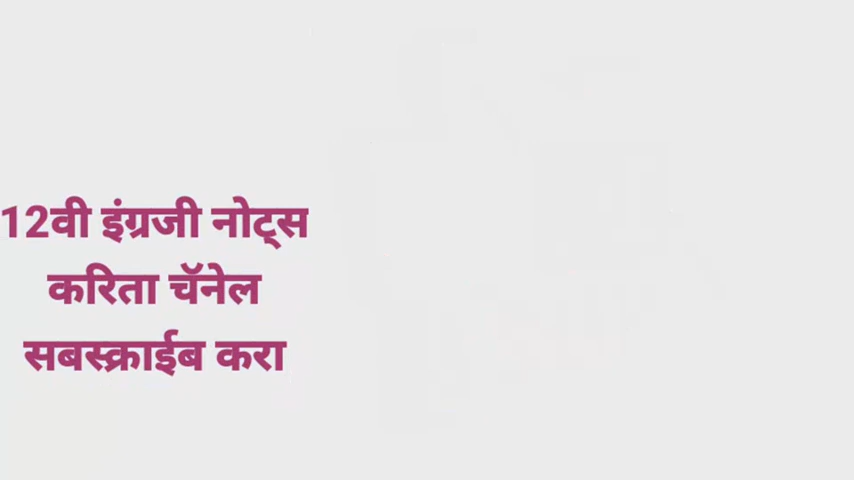 12वी इंग्रजी नोट्स
करिता चॅनेल
सबस्क्राईब करा